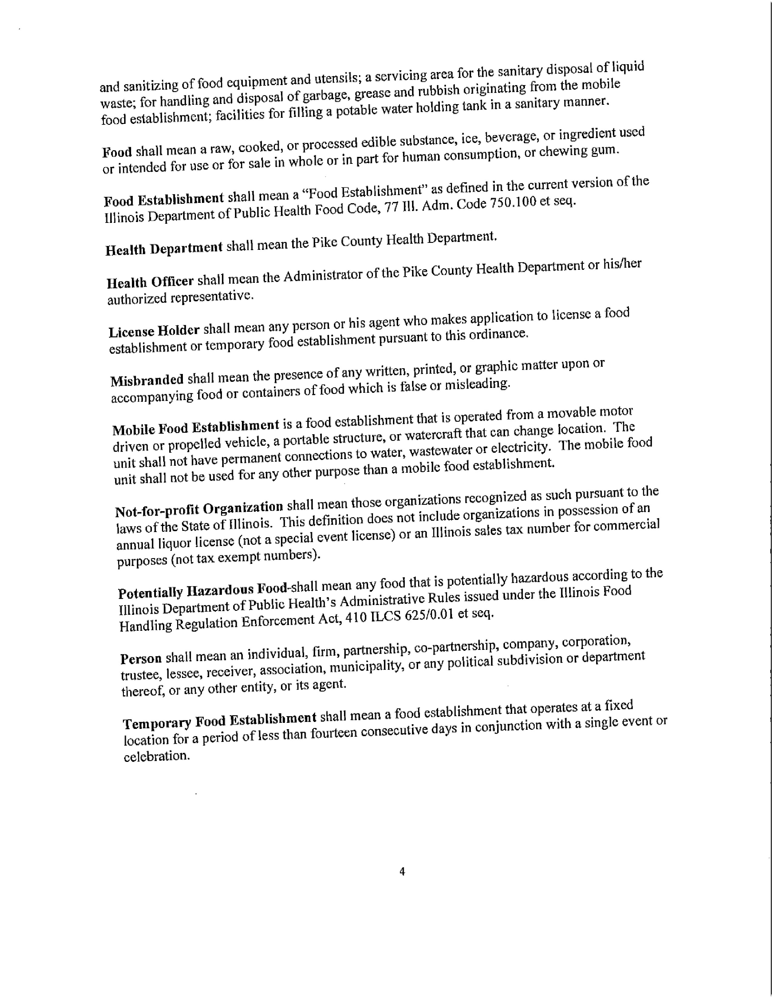 and sanitizing of food equipment and utensils; a servicing area for the sanitary disposal of liquid
waste; for handling and disposal of garbage, grease and rubbish originating from the mobile
food establishment; facilities for filling a potable water holding tank in a sanitary manner.
Food shall mean a raw, cooked, or processed edible substance, ice, beverage, or ingredient used
or intended for use or for sale in whole or in part for human consumption, or chewing gum.
Food Establishment shall mean a “Food Establishment” as defined in the current version of the
Illinois Department of Public Health Food Code, 77 Ill. Adm. Code 750.100 et seq.
Health Department shall mean the Pike County Health Department.
Health Officer shall mean the Administrator of the Pike County Health Department or his/her
authorized representative.
License Holder shall mean any person or his agent who makes application to license a food
establishment or temporary food establishment pursuant to this ordinance.
Misbranded shall mean the presence of any written, printed, or graphic matter upon or
accompanying food or containers of food which is false or misleading.
Mobile Food Establishment is a food establishment that is operated from a movable motor
driven or propelled vehicle, a portable structure, or watercraft that can change location. The
unit shall not have permanent connections to water, wastewater or electricity. The mobile food
unit shall not be used for any other purpose than a mobile food establishment.
Not-for-profit Organization shall mean those organizations recognized as such pursuant to the
laws of the State of Illinois. This definition does not include organizations in possession of an
annual liquor license (not a special event license) or an Illinois sales tax number for commercial
purposes (not tax exempt numbers).
Potentially Hazardous Food-shall mean any food that is potentially hazardous according to the
Illinois Department of Public Health’s Administrative Rules issued under the Illinois Food
Handling Regulation Enforcement Act, 410 ILCS 625/0.01 et seq.
Person shall mean an individual, firm, partnership, co-partnership, company, corporation,
trustee, lessee, receiver, association, municipality, or any political subdivision or department
thereof, or any other entity, or its agent.
Temporary Food Establishment shall mean a food establishment that operates at a fixed
location for a period of less than fourteen consecutive days in conjunction with a single event or
celebration.
4